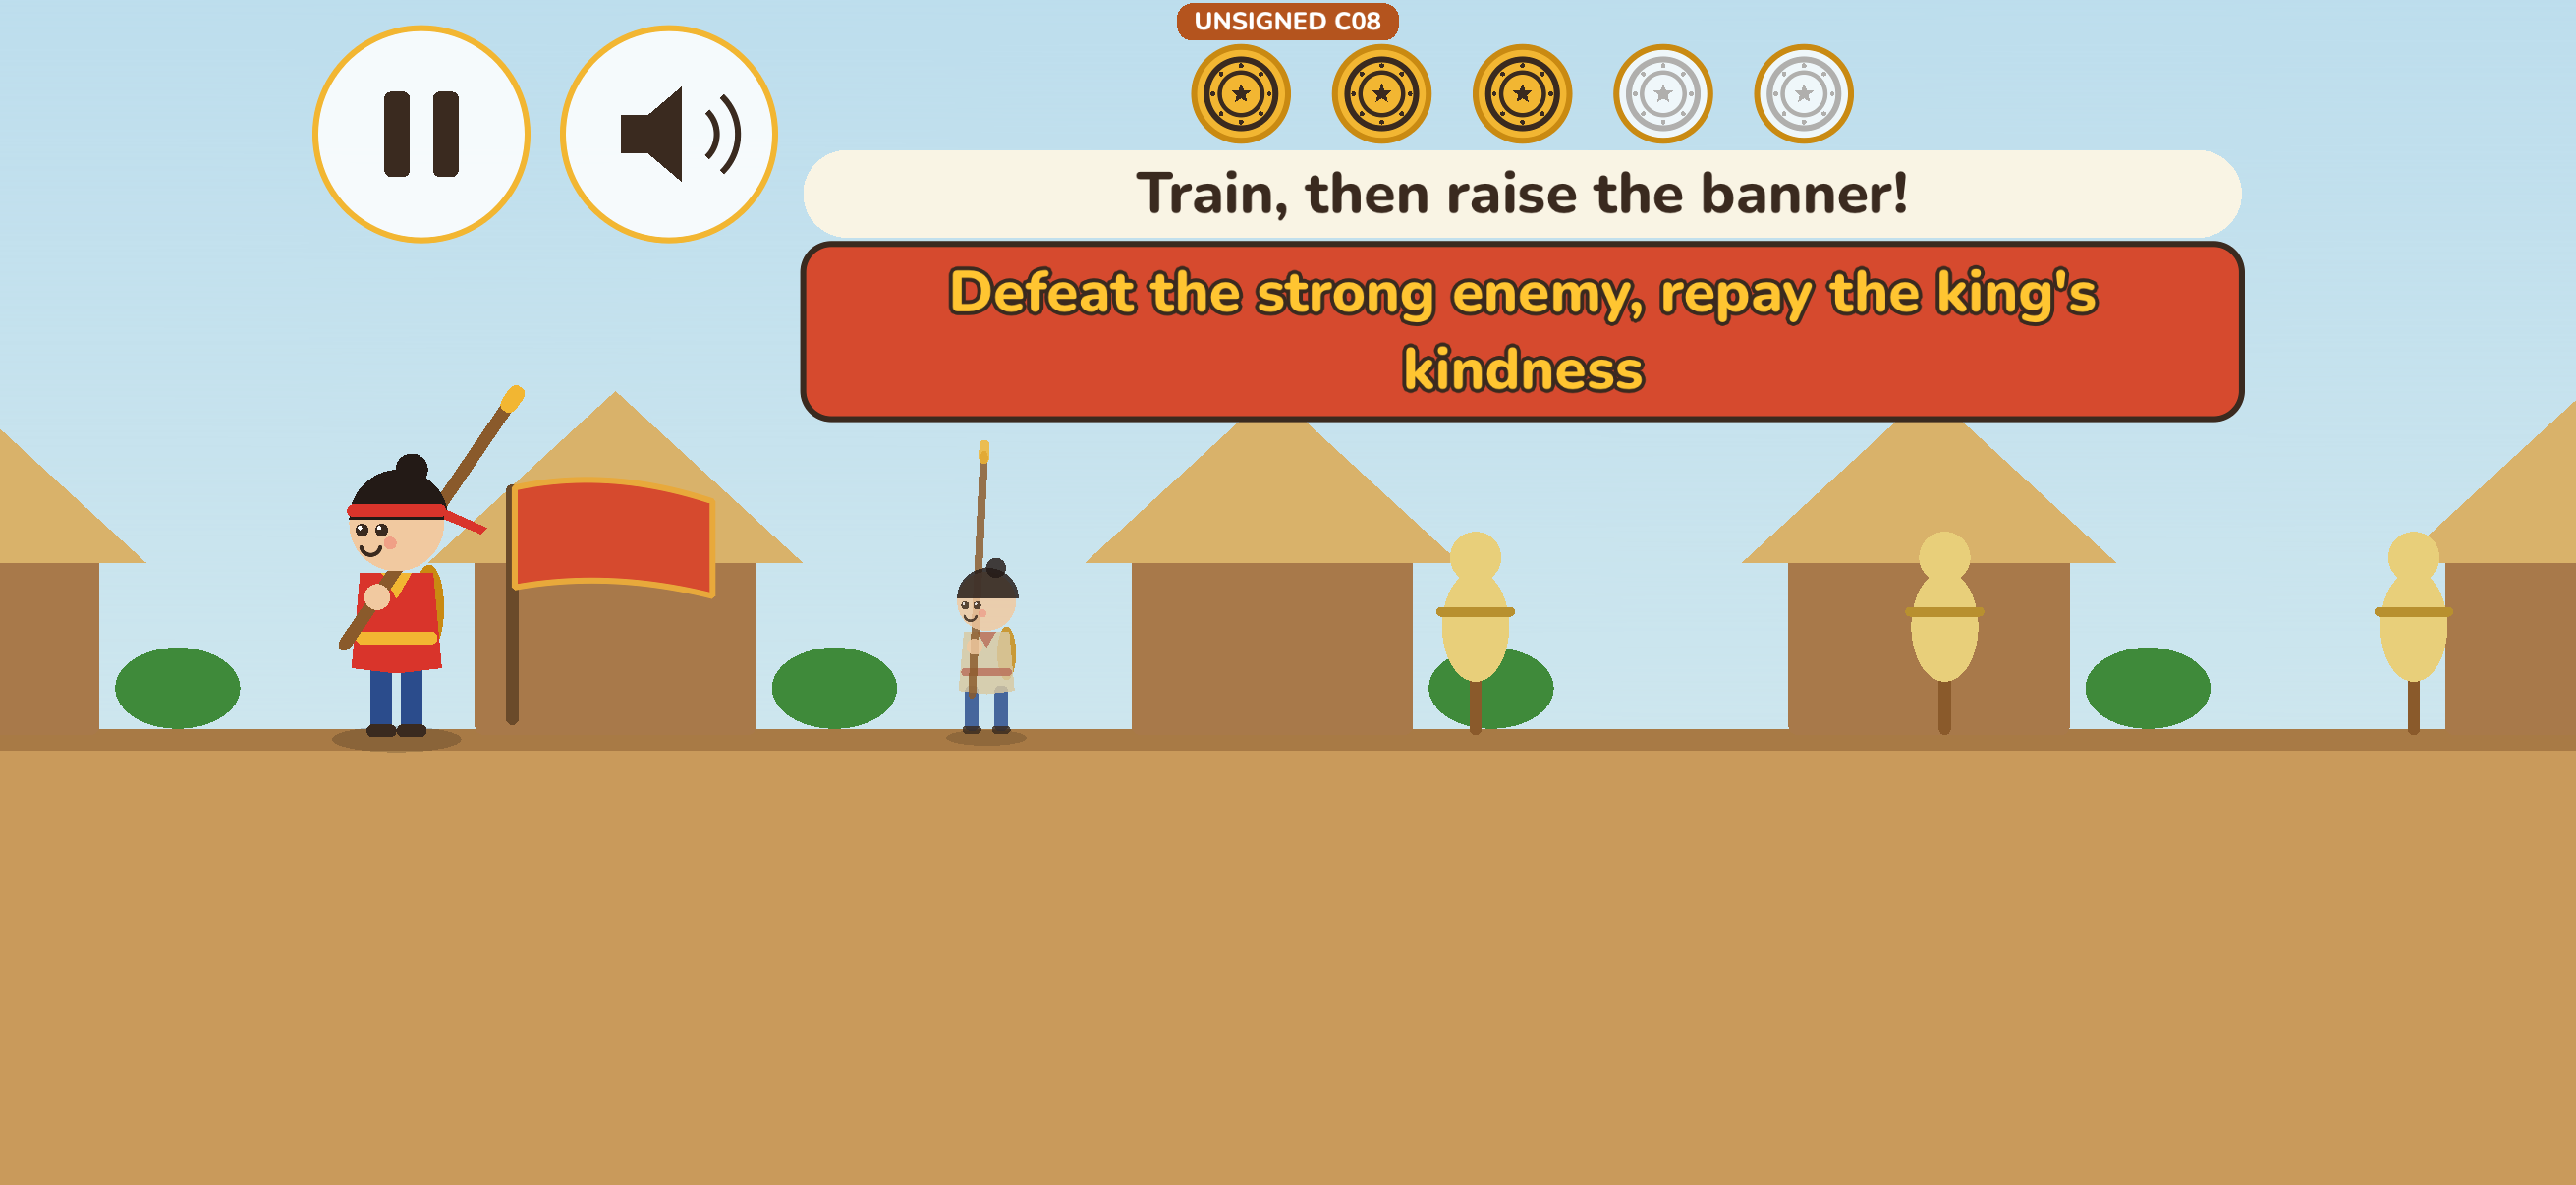 UNSIGNED C08
Train, then raise the banner!
Defeat the strong enemy, repay the king's
kindness